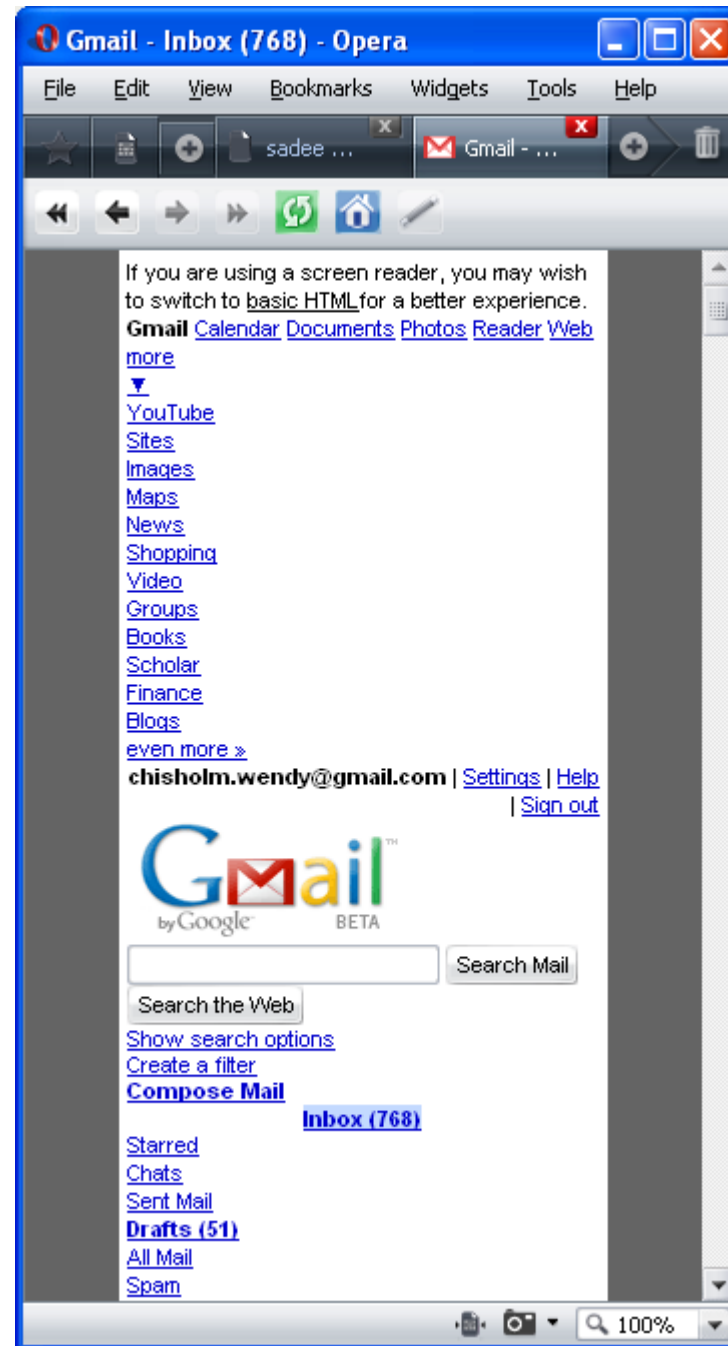 Gmail - Inbox (768) - Opera
File Edit View Bookmarks Widgets Tools Help
sadee ... Gmail - ...
If you are using a screen reader, you may wish
to switch to basic HTMLfor a better experience.
Gmail Calendar Documents Photos Reader Web
more
▼
YouTube
Sites
Images
Maps
News
Shopping
Video
Groups
Books
Scholar
Finance
Blogs
even more »
chisholm.wendy@gmail.com | Settings | Help
| Sign out
Gmail™
by Google™ BETA
Search Mail
Search the Web
Show search options
Create a filter
Compose Mail
Inbox (768)
Starred
Chats
Sent Mail
Drafts (51)
All Mail
Spam
100%